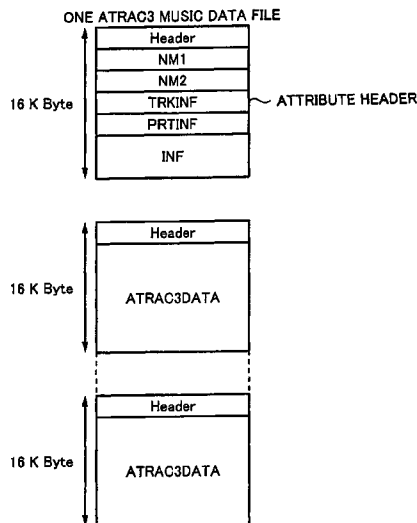 ONE ATRAC3 MUSIC DATA FILE
Header
NM1
NM2
16 K Byte
TRKINF
ATTRIBUTE HEADER
PRTINF
INF
Header
16 K Byte
ATRAC3DATA
Header
16 K Byte
ATRAC3DATA